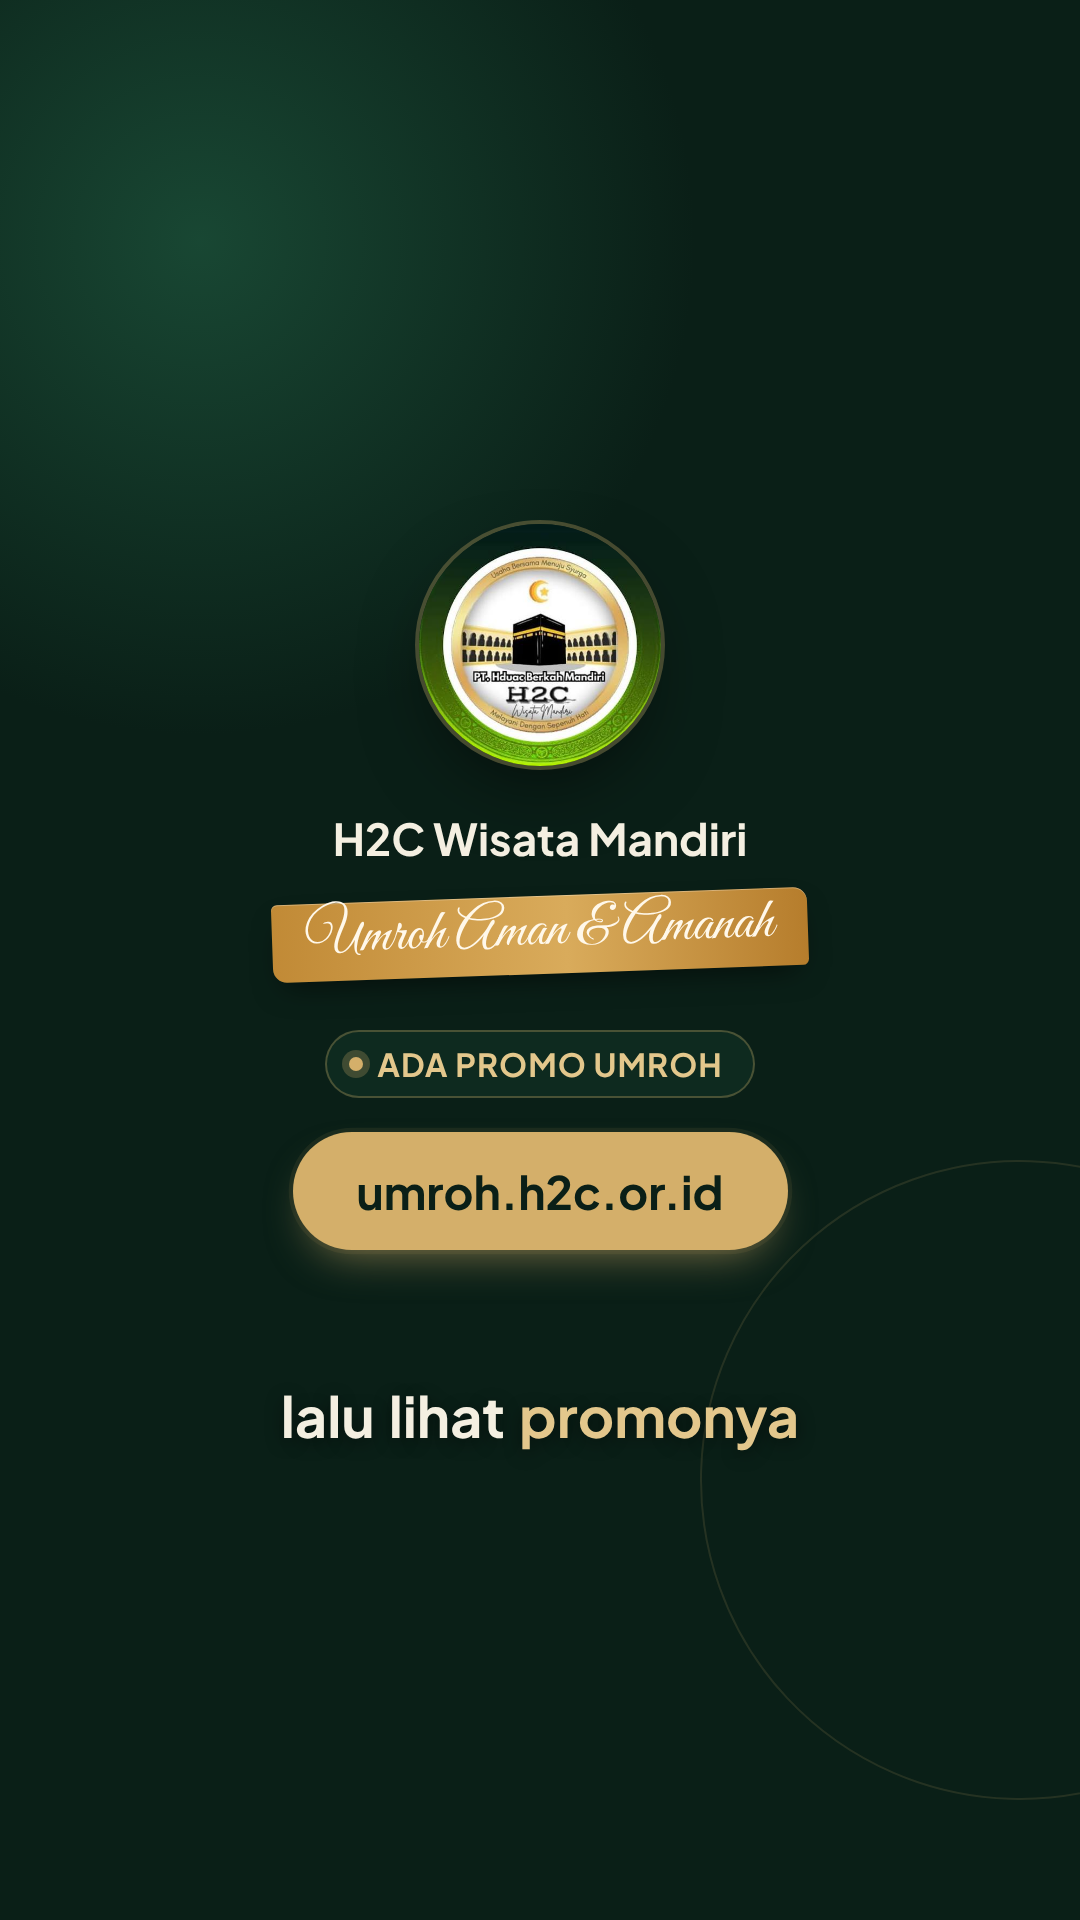 Usaha Bersama Menuju Syurga
PT. Hduac Berkah Mandiri
H2C
Wisata Mandiri
Melayani Dengan Sepenuh Hati
H2C Wisata Mandiri
Umroh Aman & Amanah
ADA PROMO UMROH
umroh.h2c.or.id
lalu lihat promonya